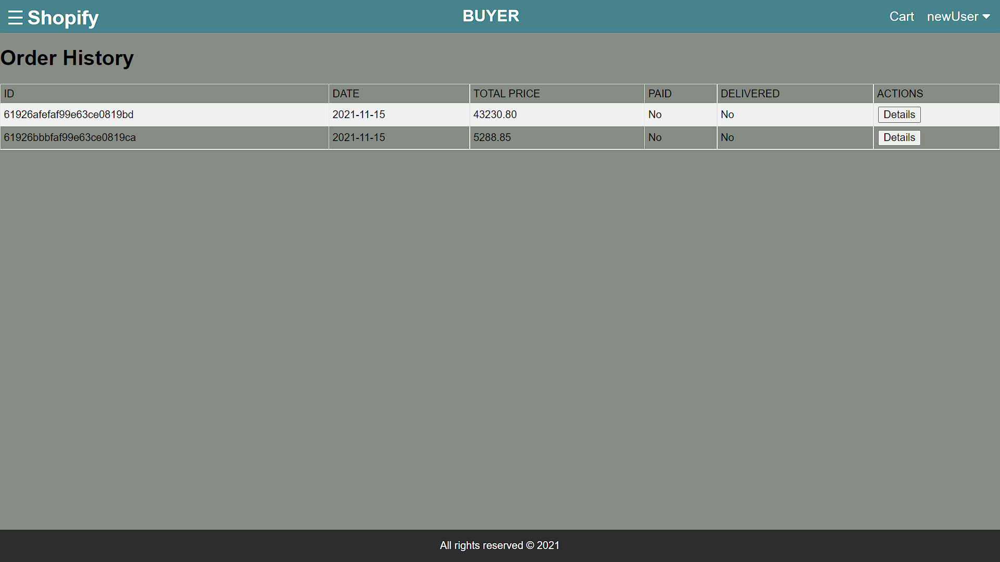 ☰ Shopify BUYER Cart newUser
Order History
ID DATE TOTAL PRICE PAID DELIVERED ACTIONS
61926afefaf99e63ce0819bd 2021-11-15 43230.80 No No Details
61926bbbfaf99e63ce0819ca 2021-11-15 5288.85 No No Details
All rights reserved © 2021